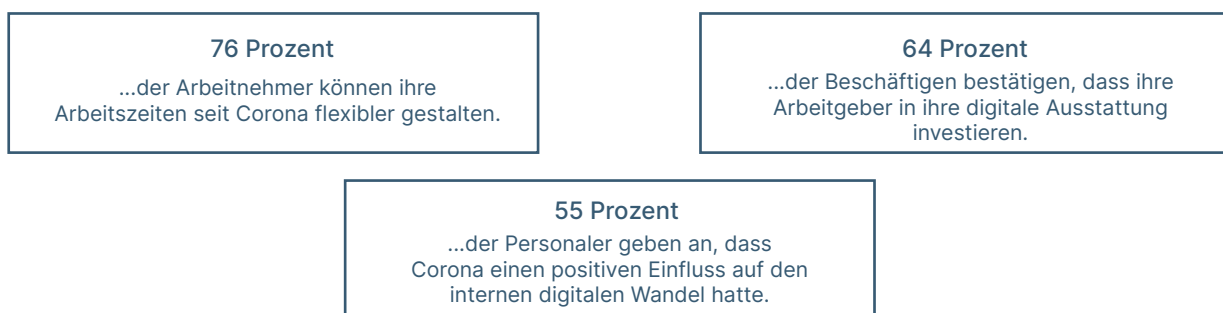 76 Prozent
...der Arbeitnehmer können ihre
Arbeitszeiten seit Corona flexibler gestalten.
64 Prozent
...der Beschäftigen bestätigen, dass ihre
Arbeitgeber in ihre digitale Ausstattung
investieren.
55 Prozent
...der Personaler geben an, dass
Corona einen positiven Einfluss auf den
internen digitalen Wandel hatte.